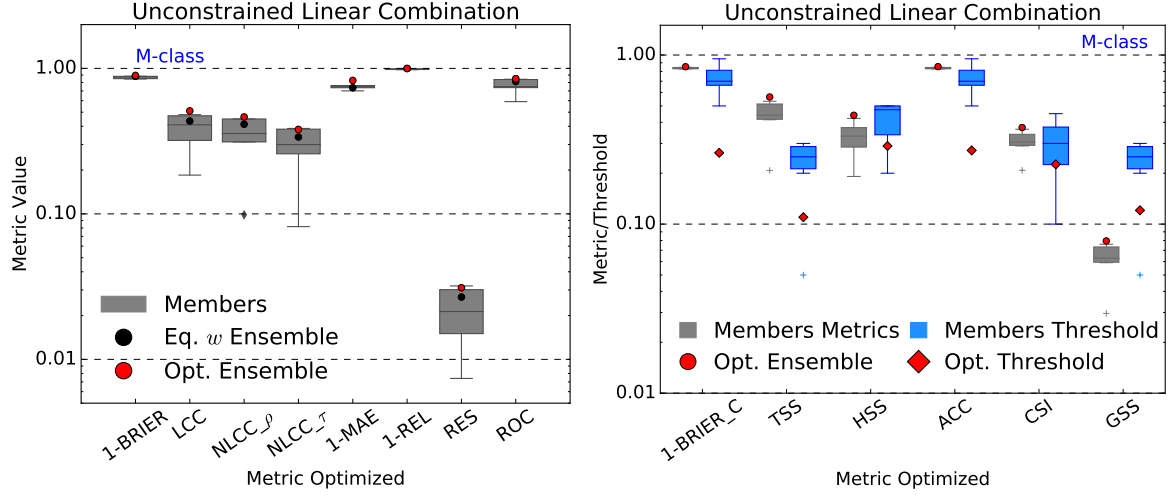 Unconstrained Linear Combination
M-class
1.00
0.10
0.01
Metric Value
Members
Eq. w Ensemble
Opt. Ensemble
1-BRIER
LCC
NLCC_ρ
NLCC_τ
1-MAE
1-REL
RES
ROC
Metric Optimized
Unconstrained Linear Combination
M-class
1.00
0.10
0.01
Metric/Threshold
Members Metrics
Members Threshold
Opt. Ensemble
Opt. Threshold
1-BRIER_C
TSS
HSS
ACC
CSI
GSS
Metric Optimized